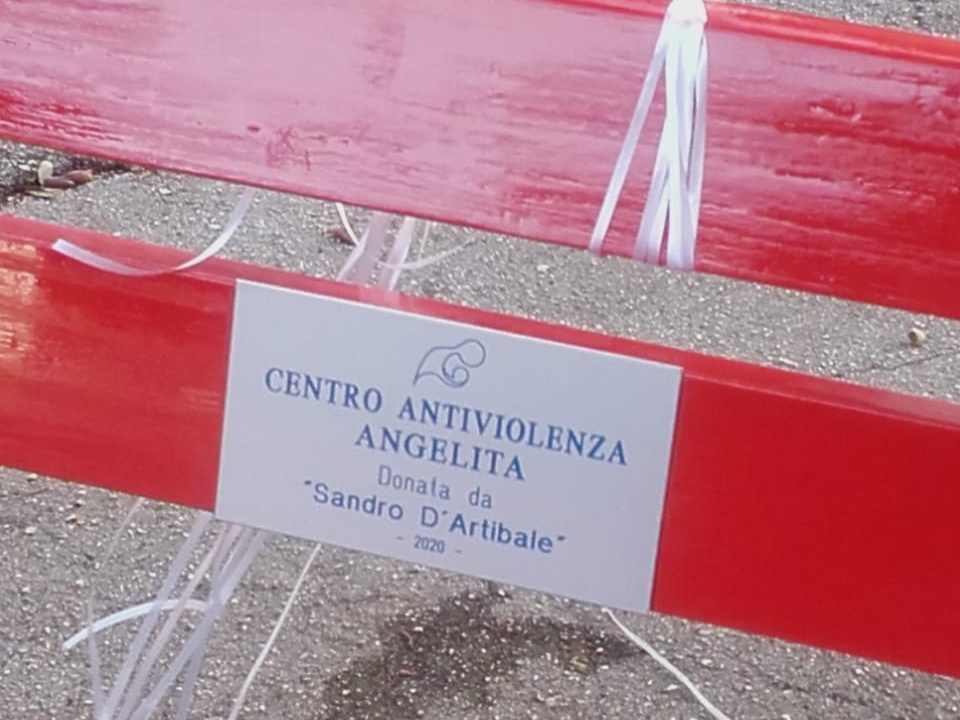 CENTRO ANTIVIOLENZA
ANGELITA
Donata da
"Sandro D'Artibale"
- 2020 -